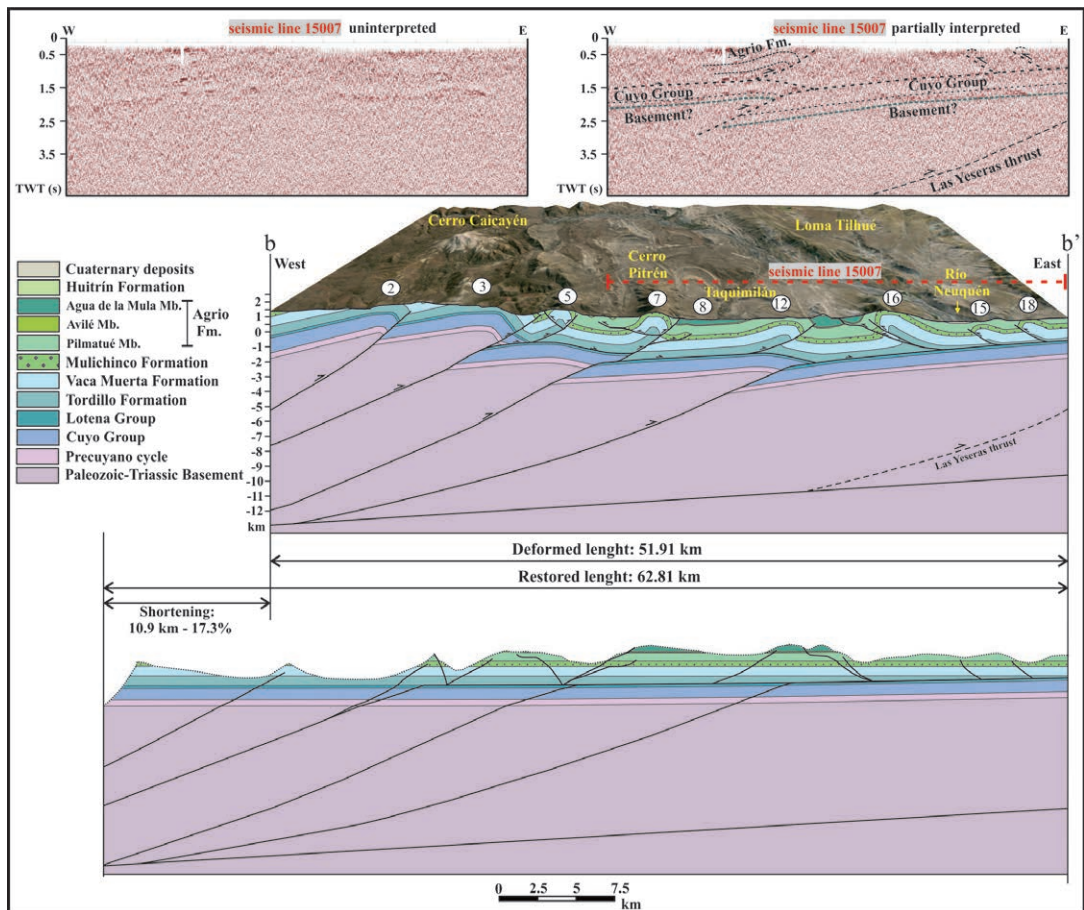 W
seismic line 15007 uninterpreted
E
0
0.5
1.5
2.5
3.5
TWT (s)
W
seismic line 15007 partially interpreted
E
0
0.5
1.5
2.5
3.5
TWT (s)
Agrio Fm.
Cuyo Group
Cuyo Group
Basement?
Basement?
Las Yeseras thrust
b
b'
West
East
Cerro Caicayén
Loma Tilhué
Cerro
Pitrén
seismic line 15007
Taquimilán
Río
Neuquén
2
3
5
7
8
12
16
15
18
Cuaternary deposits
Huitrín Formation
Agua de la Mula Mb.
Avilé Mb.
Pilmatué Mb.
Agrio
Fm.
Mulichinco Formation
Vaca Muerta Formation
Tordillo Formation
Lotena Group
Cuyo Group
Precuyano cycle
Paleozoic-Triassic Basement
2
1
0
-1
-2
-3
-4
-5
-6
-7
-8
-9
-10
-11
-12
km
Las Yeseras thrust
Deformed lenght: 51.91 km
Restored lenght: 62.81 km
Shortening:
10.9 km - 17.3%
0 2.5 5 7.5
km